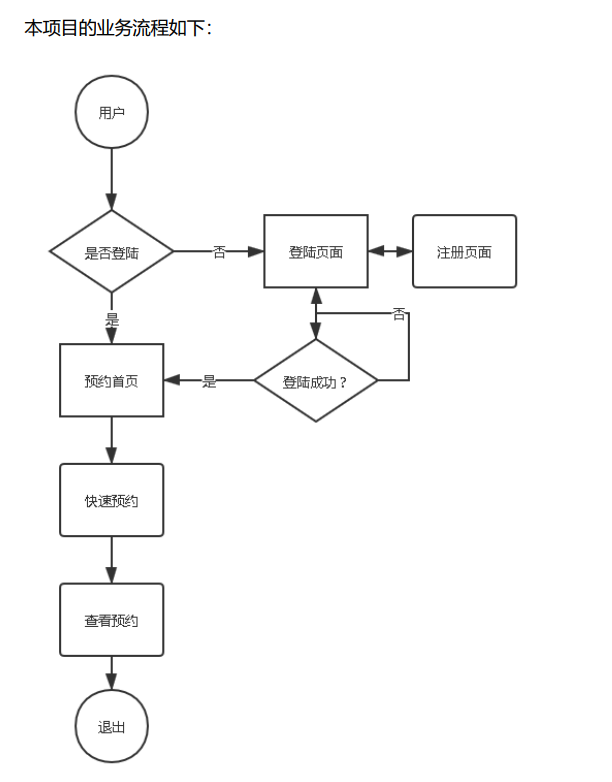 本项目的业务流程如下：
用户
是否登陆
否
登陆页面
注册页面
是
否
预约首页
是
登陆成功？
快速预约
查看预约
退出